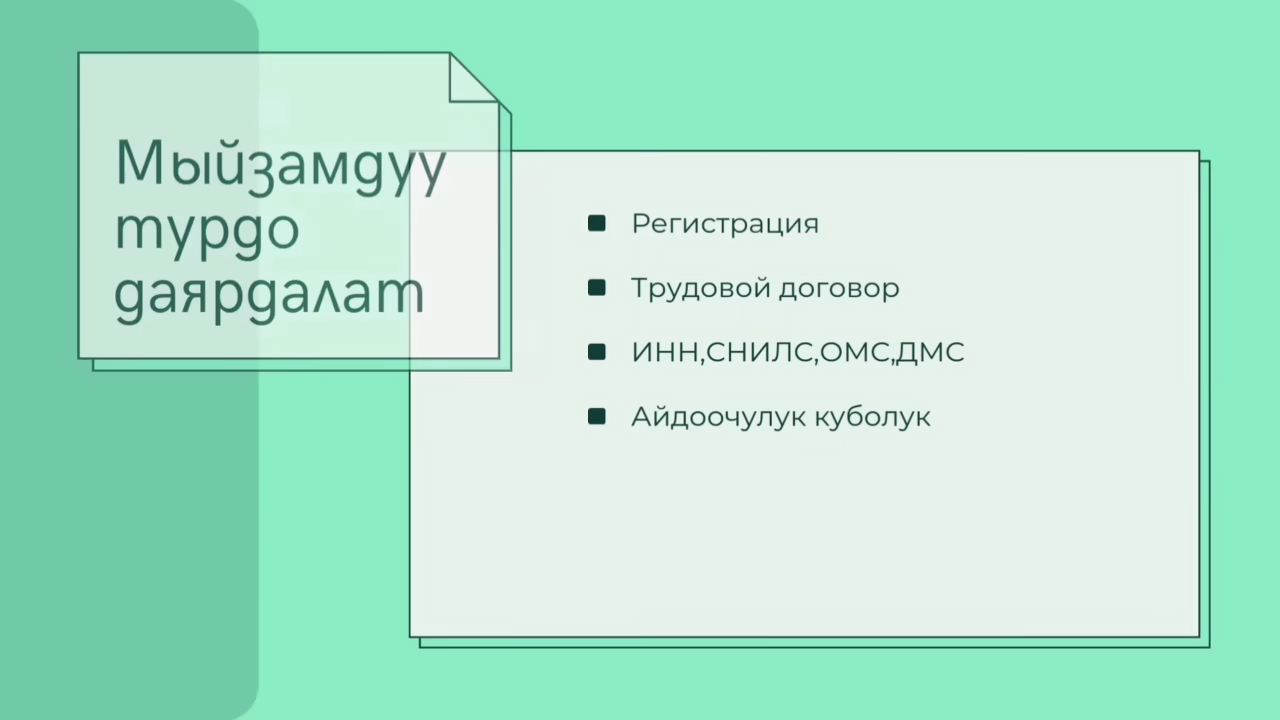 Мыйзамдуу
турдо
даярдалат
Регистрация
Трудовой договор
ИНН,СНИЛС,ОМС,ДМС
Айдоочулук куболук